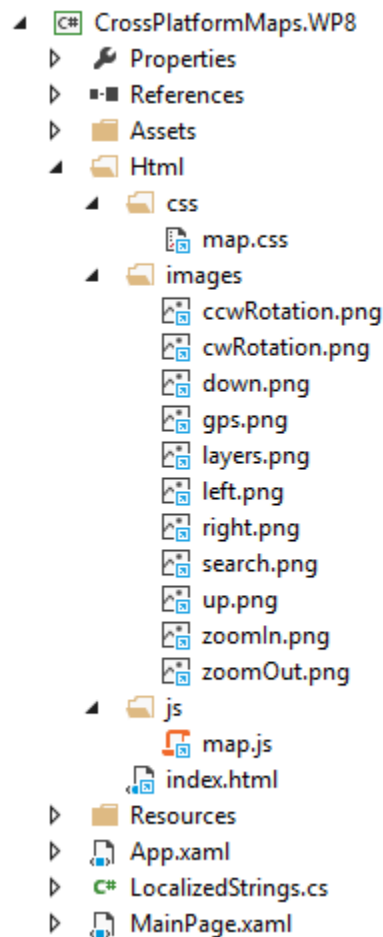 C# CrossPlatformMaps.WP8
Properties
References
Assets
Html
css
map.css
images
ccwRotation.png
cwRotation.png
down.png
gps.png
layers.png
left.png
right.png
search.png
up.png
zoomIn.png
zoomOut.png
js
map.js
index.html
Resources
App.xaml
C# LocalizedStrings.cs
MainPage.xaml